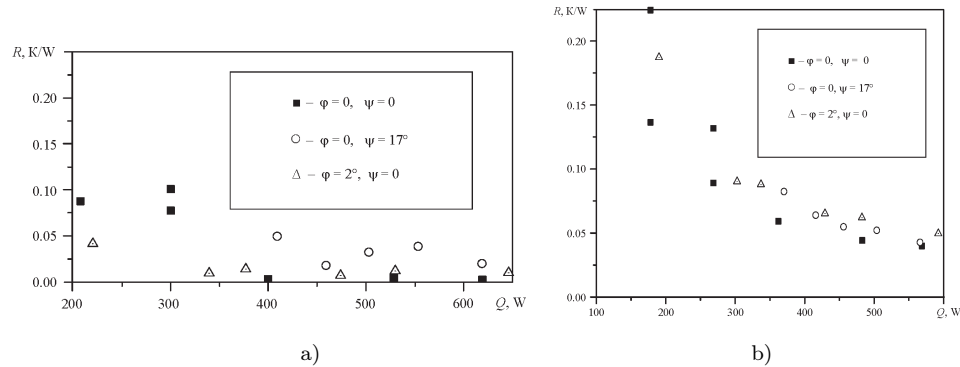 R, K/W
0.20
0.15
0.10
0.05
0.00
200
300
400
500
600
Q, W
– φ = 0, ψ = 0
– φ = 0, ψ = 17°
– φ = 2°, ψ = 0
a)
R, K/W
0.20
0.15
0.10
0.05
0.00
100
200
300
400
500
Q, W
– φ = 0, ψ = 0
– φ = 0, ψ = 17°
– φ = 2°, ψ = 0
b)